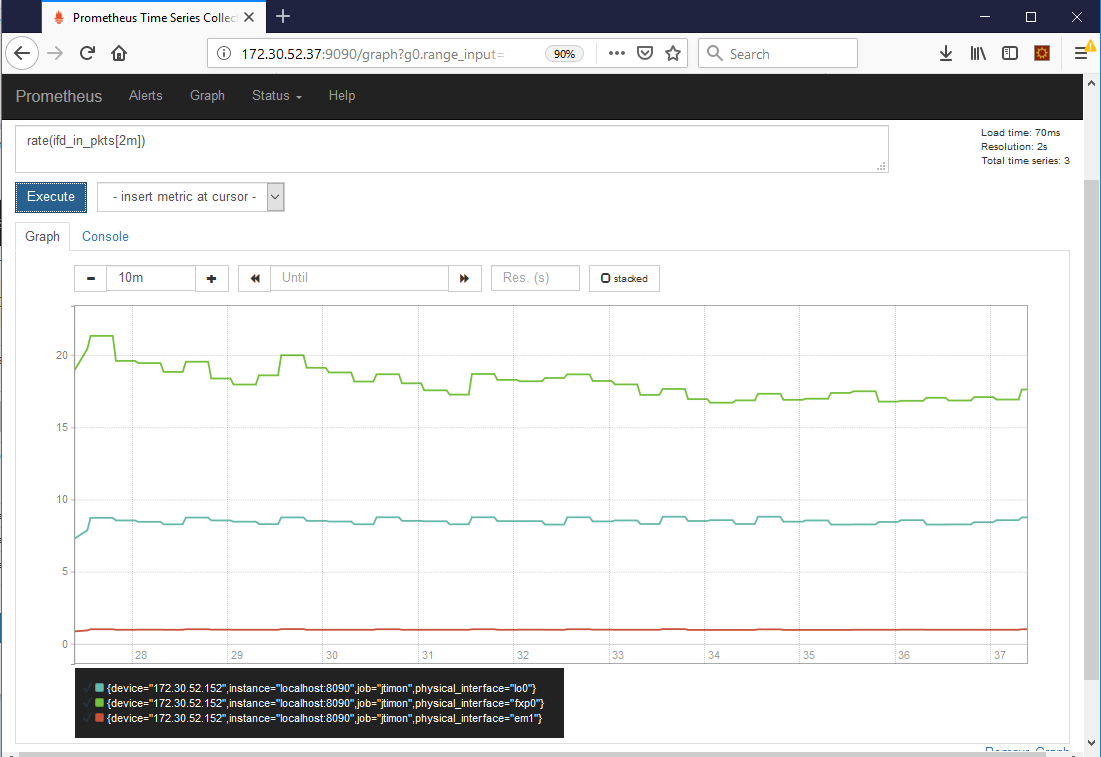 Prometheus Time Series Collec
172.30.52.37:9090/graph?g0.range_input=
90%
Search
Prometheus Alerts Graph Status Help
rate(ifd_in_pkts[2m])
Load time: 70ms
Resolution: 2s
Total time series: 3
Execute - insert metric at cursor -
Graph Console
- 10m + Until Res. (s) stacked
20
15
10
5
0
28 29 30 31 32 33 34 35 36 37
{device="172.30.52.152",instance="localhost:8090",job="jtimon",physical_interface="lo0"}
{device="172.30.52.152",instance="localhost:8090",job="jtimon",physical_interface="fxp0"}
{device="172.30.52.152",instance="localhost:8090",job="jtimon",physical_interface="em1"}
Remove Graph